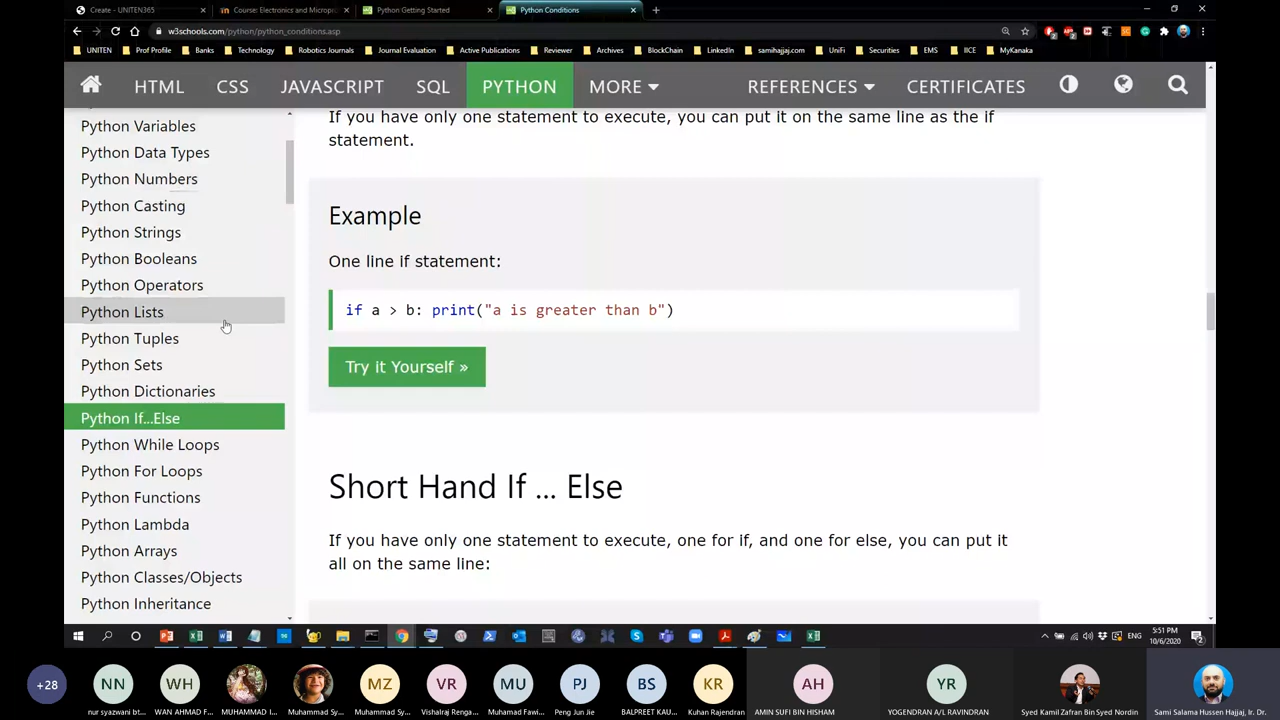 Create - UNITEN365
Course: Electronics and Microp
Python Getting Started
Python Conditions
w3schools.com/python/python_conditions.asp
UNITEN
Prof Profile
Banks
Technology
Robotics Journals
Journal Evaluation
Active Publications
Reviewer
Archives
BlockChain
LinkedIn
samihajjaj.com
UniFi
Securities
EMS
IICE
MyKanaka
HTML
CSS
JAVASCRIPT
SQL
PYTHON
MORE
REFERENCES
CERTIFICATES
Python Variables
Python Data Types
Python Numbers
Python Casting
Python Strings
Python Booleans
Python Operators
Python Lists
Python Tuples
Python Sets
Python Dictionaries
Python If...Else
Python While Loops
Python For Loops
Python Functions
Python Lambda
Python Arrays
Python Classes/Objects
Python Inheritance
If you have only one statement to execute, you can put it on the same line as the if
statement.
Example
One line if statement:
if a > b: print("a is greater than b")
Try it Yourself »
Short Hand If ... Else
If you have only one statement to execute, one for if, and one for else, you can put it
all on the same line:
ENG
5:51 PM
10/6/2020
+28
NN
nur syazwani bt...
WH
WAN AHMAD F...
MUHAMMAD I...
Muhammad Sy...
MZ
Muhammad Sy...
VR
Vishalraj Renga...
MU
Muhammad Fawi...
PJ
Peng Jun Jie
BS
BALPREET KAU...
KR
Kuhan Rajendran
AH
AMIN SUFI BIN HISHAM
YR
YOGENDRAN A/L RAVINDRAN
Syed Kamil Zafran Bin Syed Nordin
Sami Salama Hussen Hajjaj, Ir. Dr.